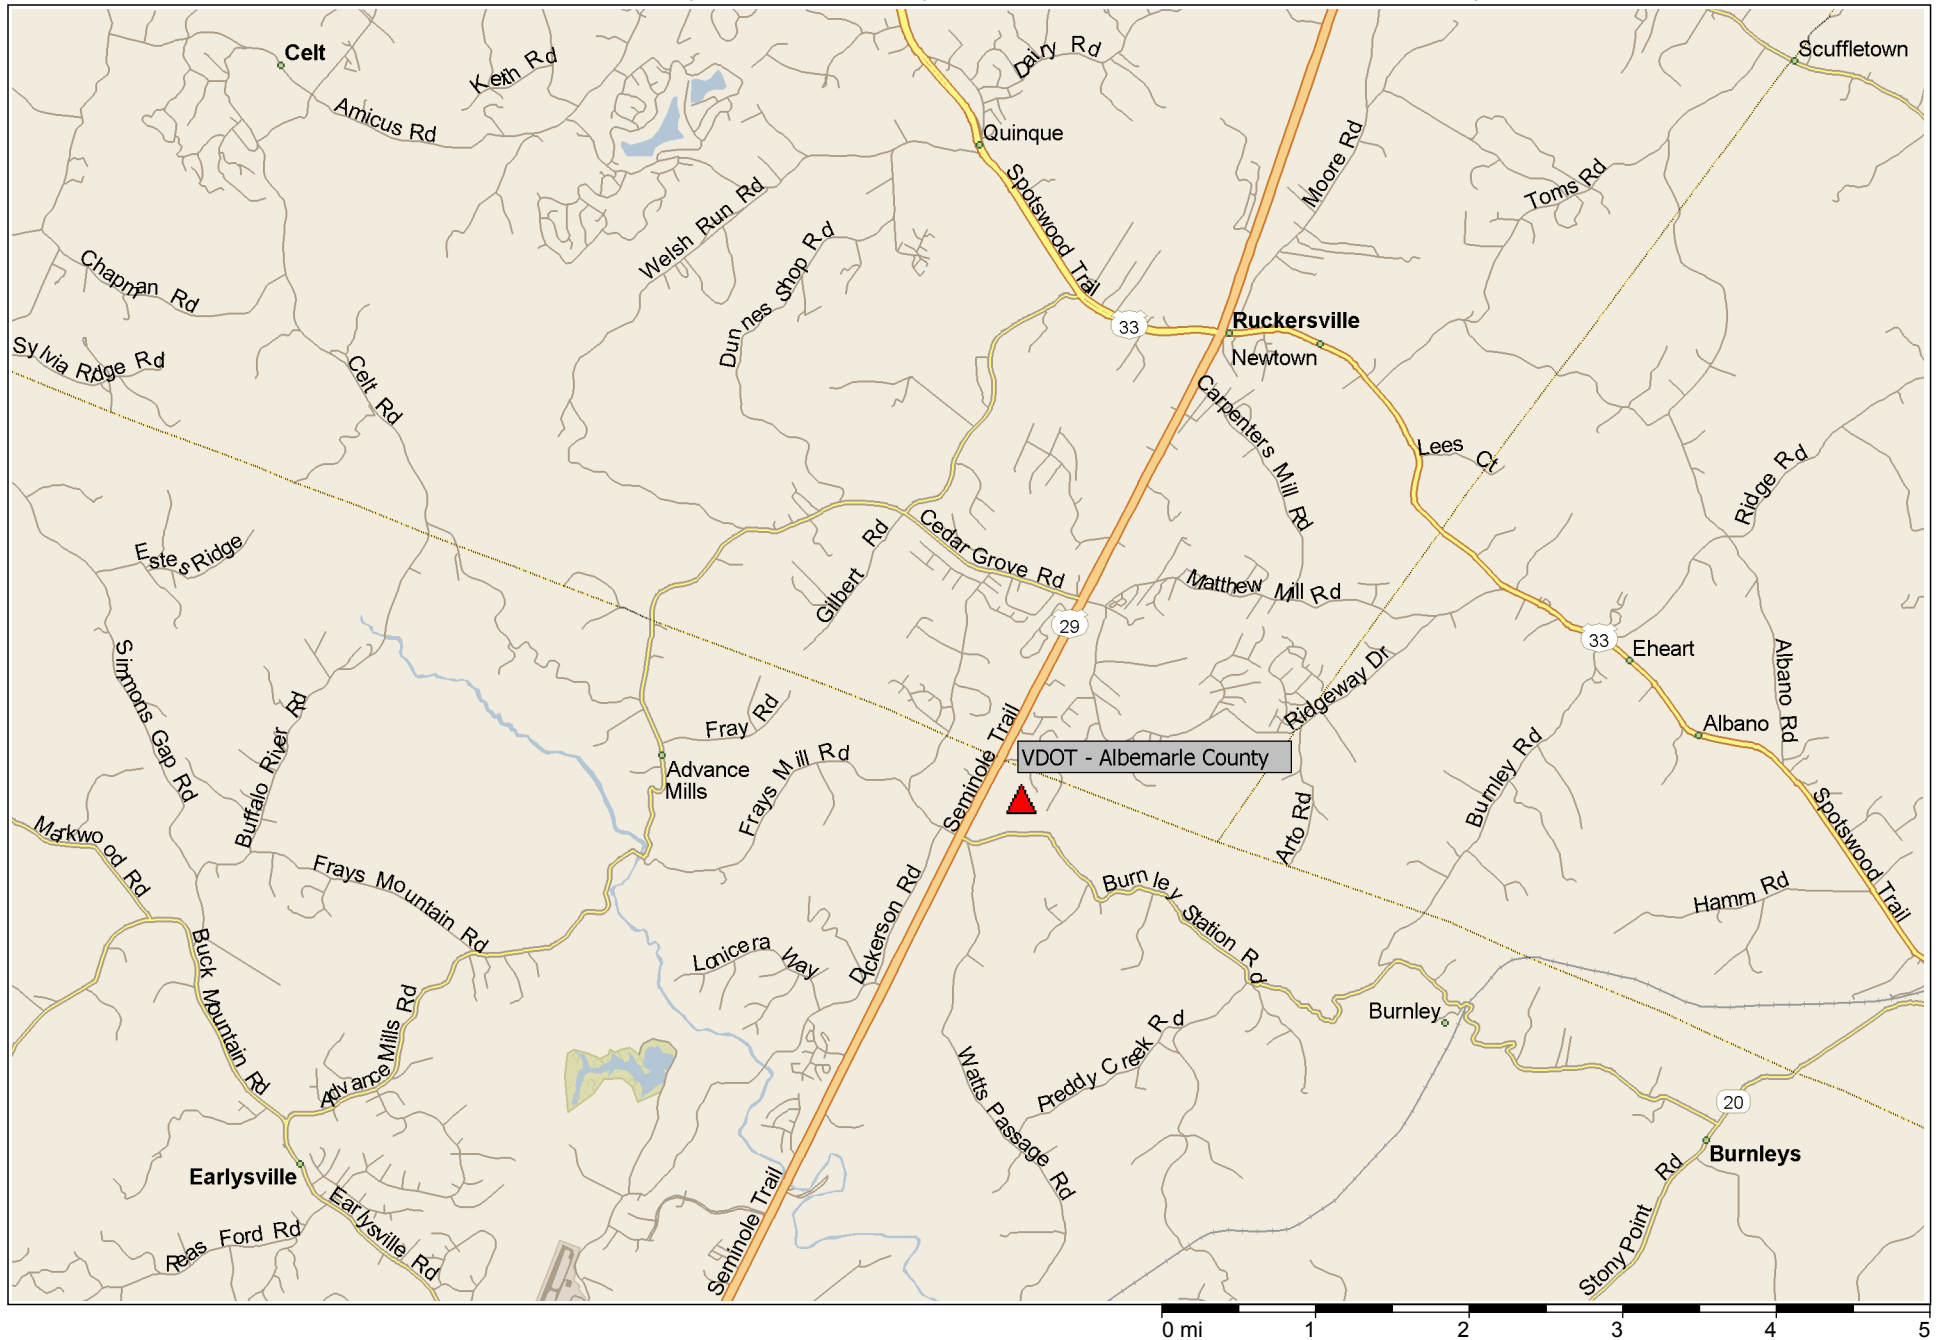 Celt
Keith Rd
Dairy Rd
Scuffletown
Amicus Rd
Quinque
Moore Rd
Spotswood Trail
Toms Rd
Welsh Run Rd
Dunnes Shop Rd
Chapman Rd
33
Ruckersville
Newtown
Sylvia Rdge Rd
Celt Rd
Carpenters Mill Rd
Lees Ct
Ridge Rd
Estes Ridge
Cedar Grove Rd
Gilbert Rd
Matthew Mill Rd
29
33
Eheart
Simmons Gap Rd
Albano Rd
Ridgeway Dr
Buffalo River Rd
Fray Rd
Albano
Seminole Trail
VDOT - Albemarle County
Advance
Mills
Frays Mill Rd
Burnley Rd
Arto Rd
Spotswood Trail
Markwood Rd
Frays Mountain Rd
Dickerson Rd
Burnley Station Rd
Hamm Rd
Buck Mountain Rd
Lonicera Way
Burnley
Advance Mills Rd
Watts Passage Rd
Preddy Creek Rd
20
Burnleys
Earlysville
Stony Point Rd
Seminole Trail
Earlysville Rd
Reas Ford Rd
0 mi 1 2 3 4 5